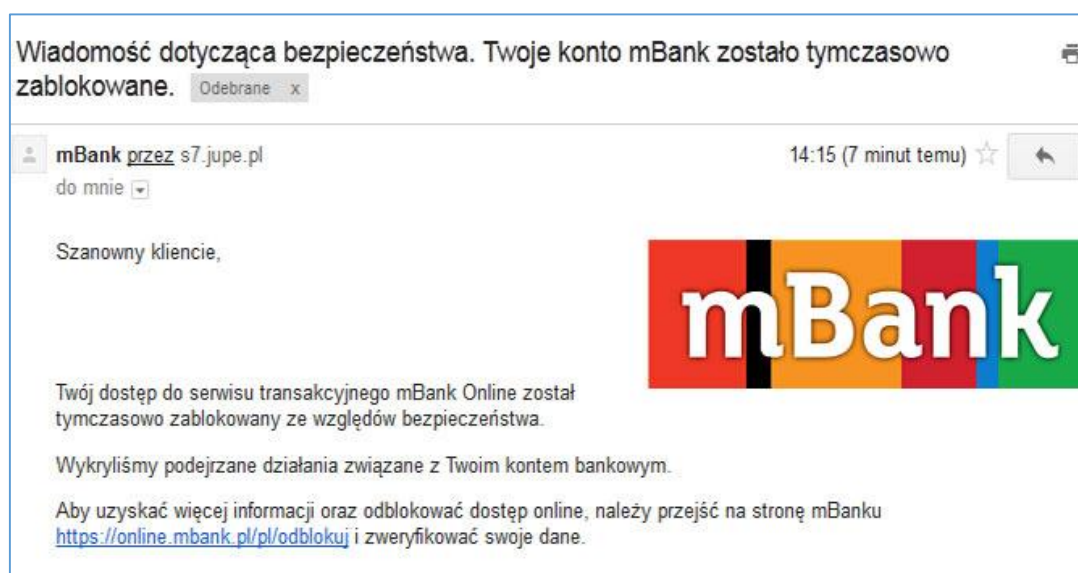 Wiadomość dotycząca bezpieczeństwa. Twoje konto mBank zostało tymczasowo
zablokowane. Odebrane x
mBank przez s7.jupe.pl 14:15 (7 minut temu)
do mnie
Szanowny kliencie,
mBank
Twój dostęp do serwisu transakcyjnego mBank Online został
tymczasowo zablokowany ze względów bezpieczeństwa.
Wykryliśmy podejrzane działania związane z Twoim kontem bankowym.
Aby uzyskać więcej informacji oraz odblokować dostęp online, należy przejść na stronę mBanku
https://online.mbank.pl/pl/odblokuj i zweryfikować swoje dane.